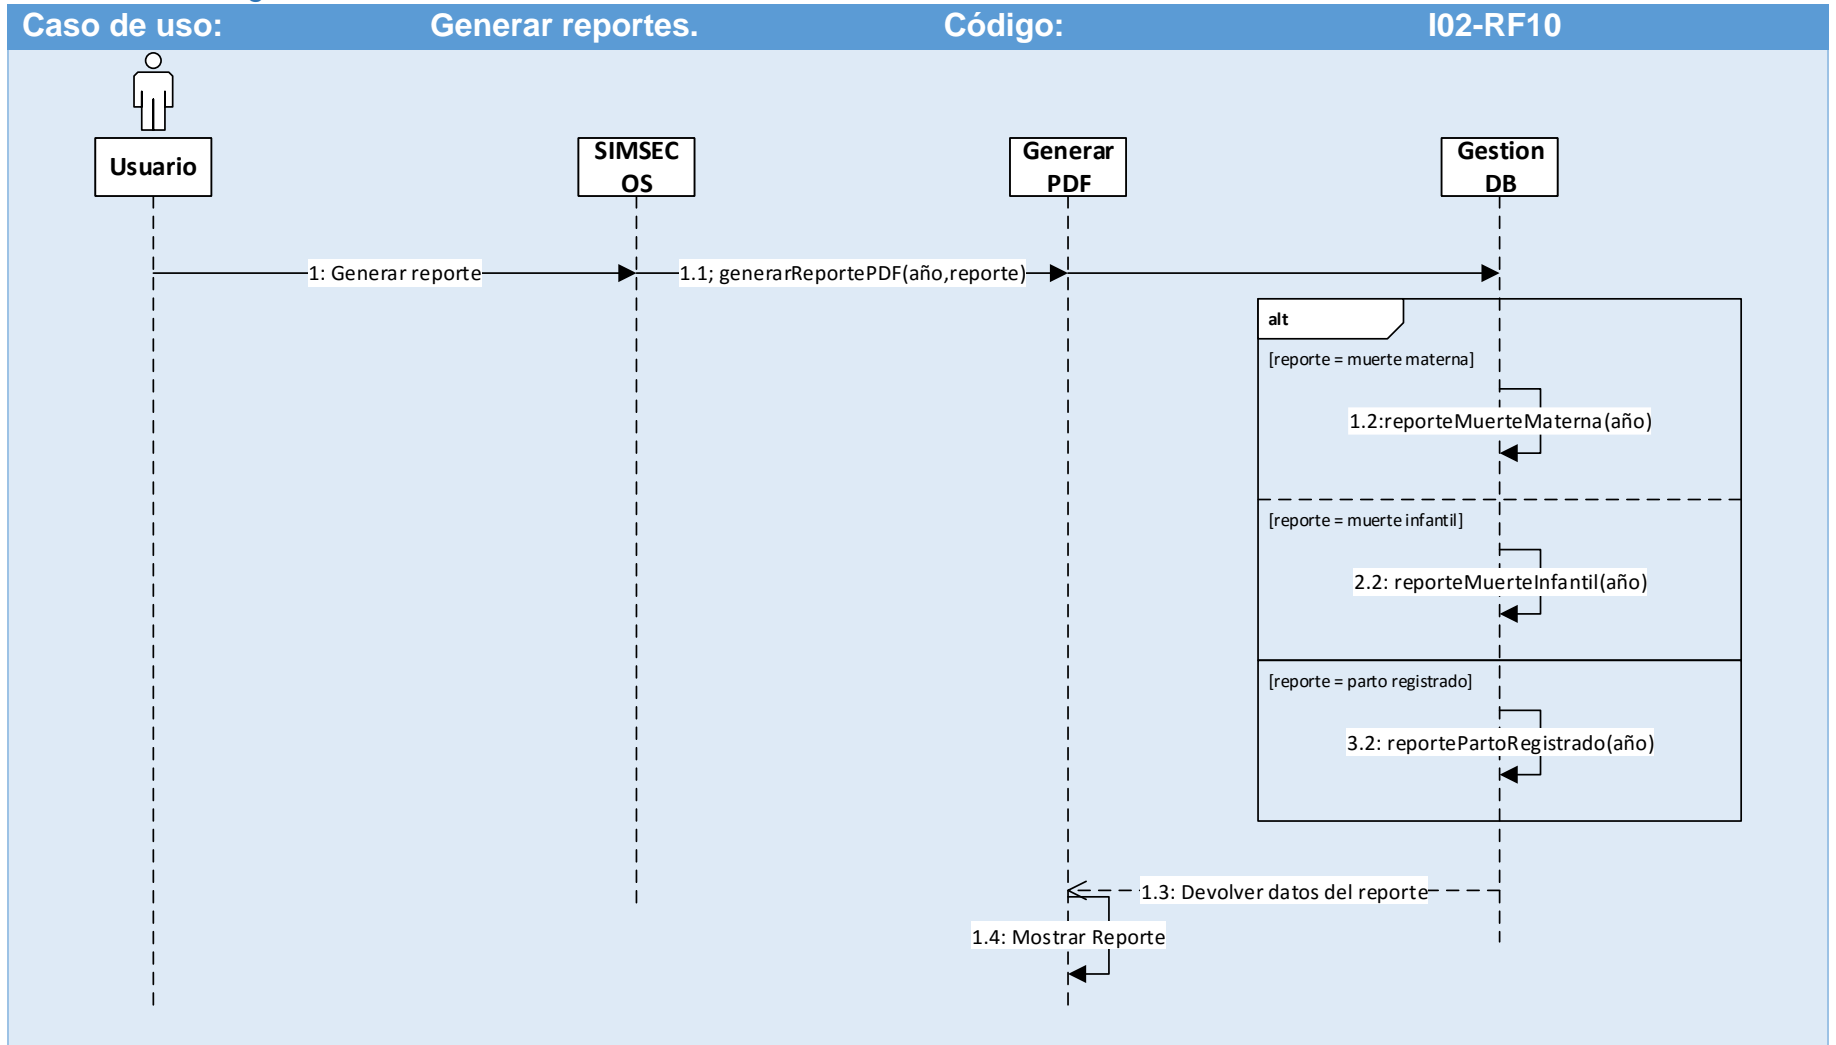 Caso de uso: Generar reportes. Código: I02-RF10
Usuario
SIMSEC
OS
Generar
PDF
Gestion
DB
1: Generar reporte
1.1; generarReportePDF(año,reporte)
alt
[reporte = muerte materna]
1.2:reporteMuerteMaterna(año)
[reporte = muerte infantil]
2.2: reporteMuerteInfantil(año)
[reporte = parto registrado]
3.2: reportePartoRegistrado(año)
1.3: Devolver datos del reporte
1.4: Mostrar Reporte